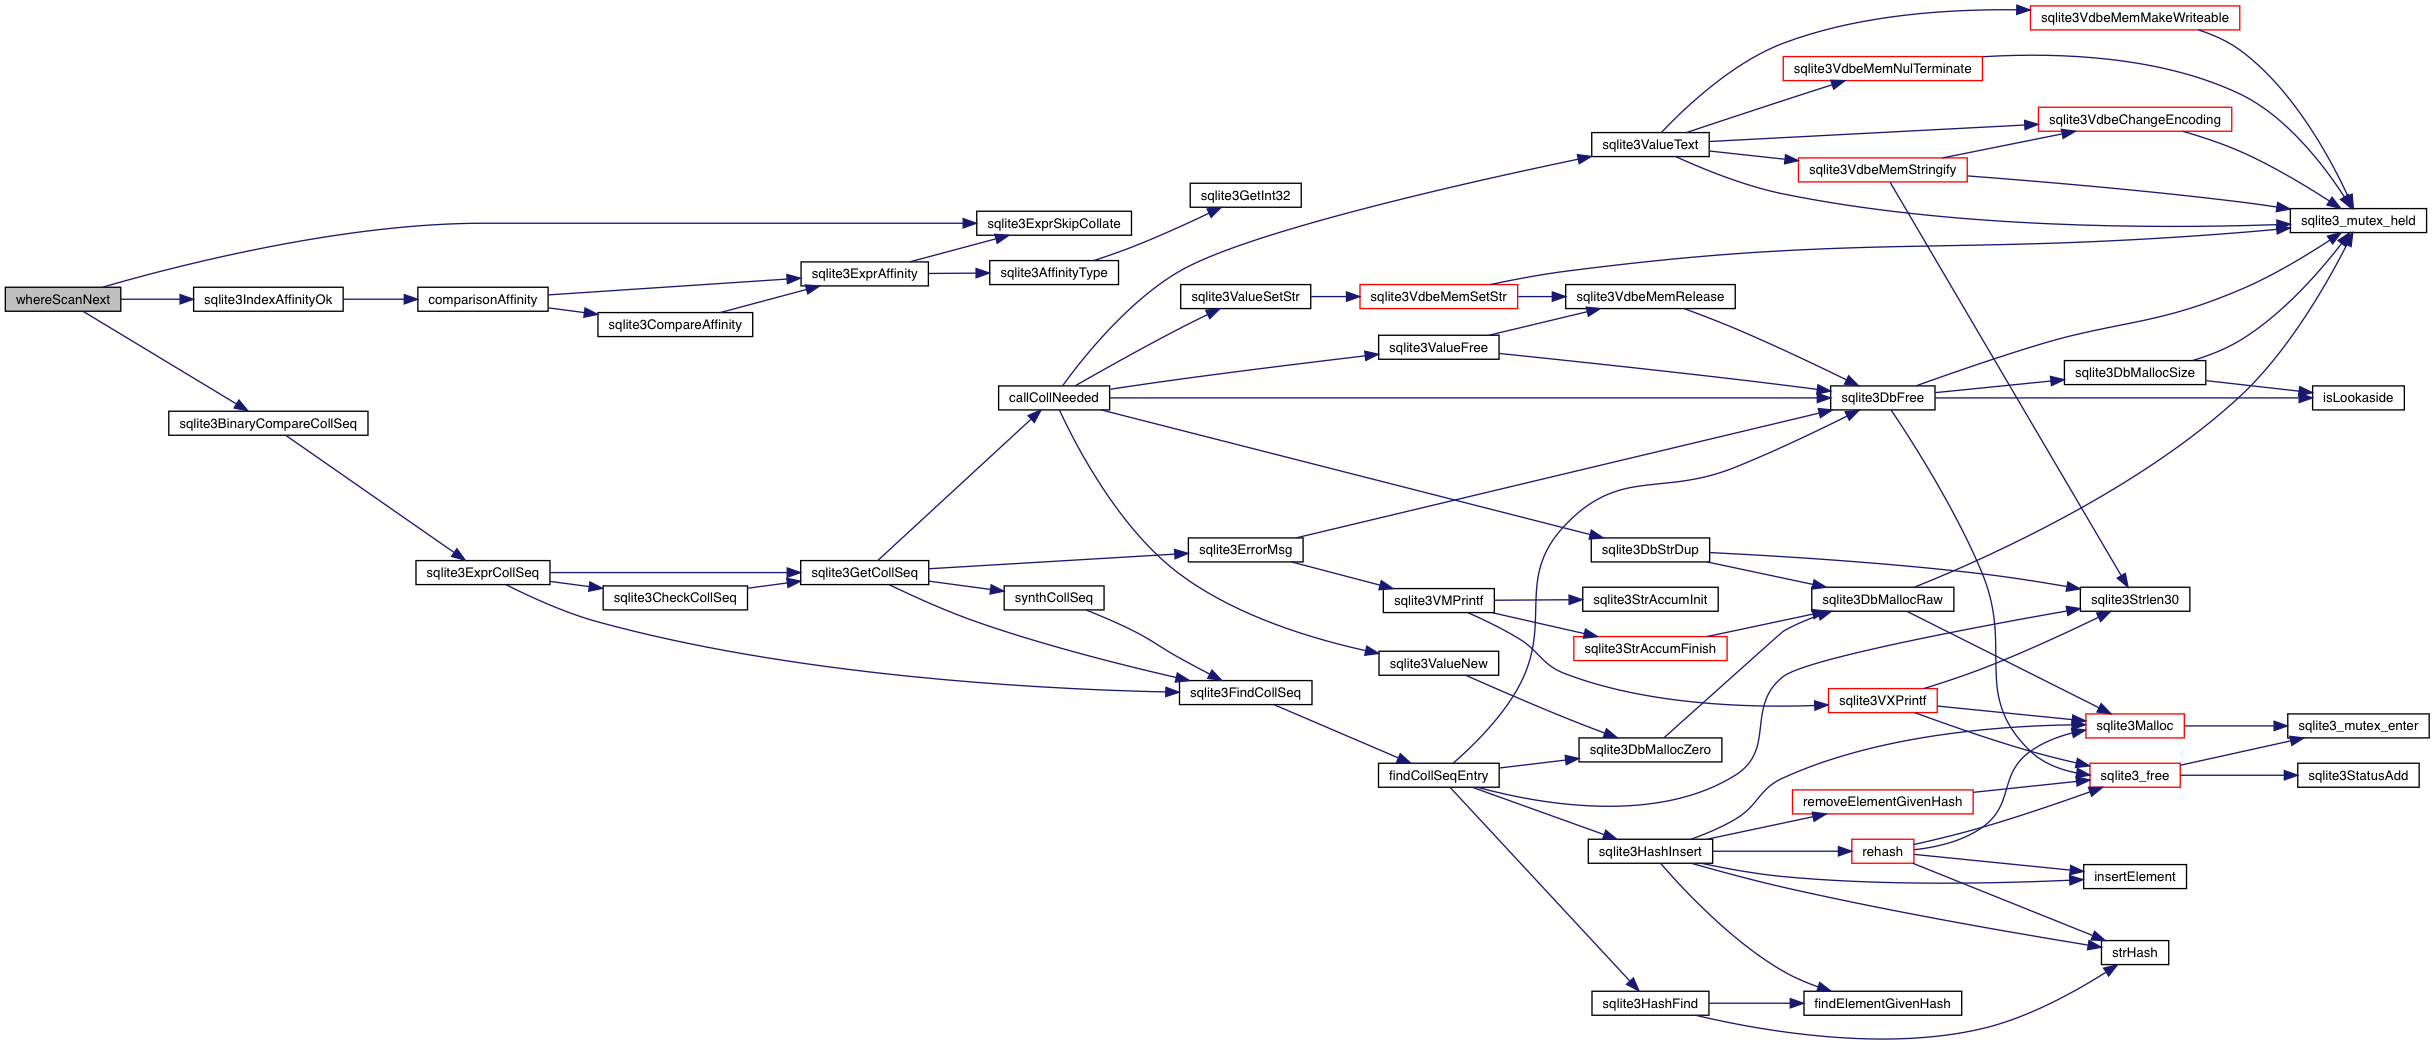 sqlite3VdbeMemMakeWriteable
sqlite3VdbeMemNulTerminate
sqlite3VdbeChangeEncoding
sqlite3ValueText
sqlite3VdbeMemStringify
sqlite3GetInt32
sqlite3ExprSkipCollate
sqlite3_mutex_held
sqlite3ExprAffinity
sqlite3AffinityType
whereScanNext
sqlite3IndexAffinityOk
comparisonAffinity
sqlite3CompareAffinity
sqlite3ValueSetStr
sqlite3VdbeMemSetStr
sqlite3VdbeMemRelease
sqlite3ValueFree
sqlite3DbMallocSize
callCollNeeded
sqlite3DbFree
isLookaside
sqlite3BinaryCompareCollSeq
sqlite3ErrorMsg
sqlite3DbStrDup
sqlite3ExprCollSeq
sqlite3GetCollSeq
sqlite3CheckCollSeq
synthCollSeq
sqlite3VMPrintf
sqlite3StrAccumInit
sqlite3DbMallocRaw
sqlite3Strlen30
sqlite3StrAccumFinish
sqlite3ValueNew
sqlite3FindCollSeq
sqlite3VXPrintf
sqlite3Malloc
sqlite3_mutex_enter
sqlite3DbMallocZero
findCollSeqEntry
sqlite3_free
sqlite3StatusAdd
removeElementGivenHash
sqlite3HashInsert
rehash
insertElement
strHash
sqlite3HashFind
findElementGivenHash